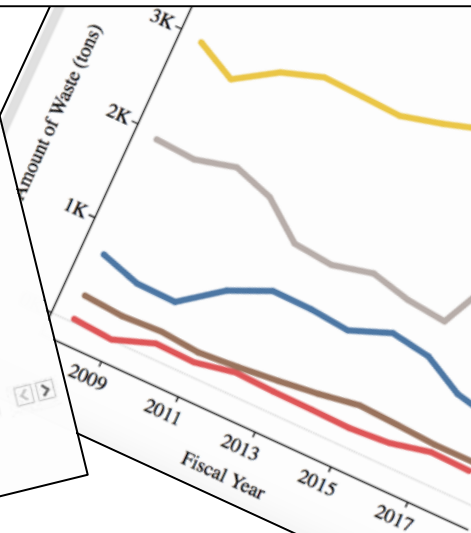 3K
2K
1K
Amount of Waste (tons)
2009
2011
2013
2015
2017
Fiscal Year